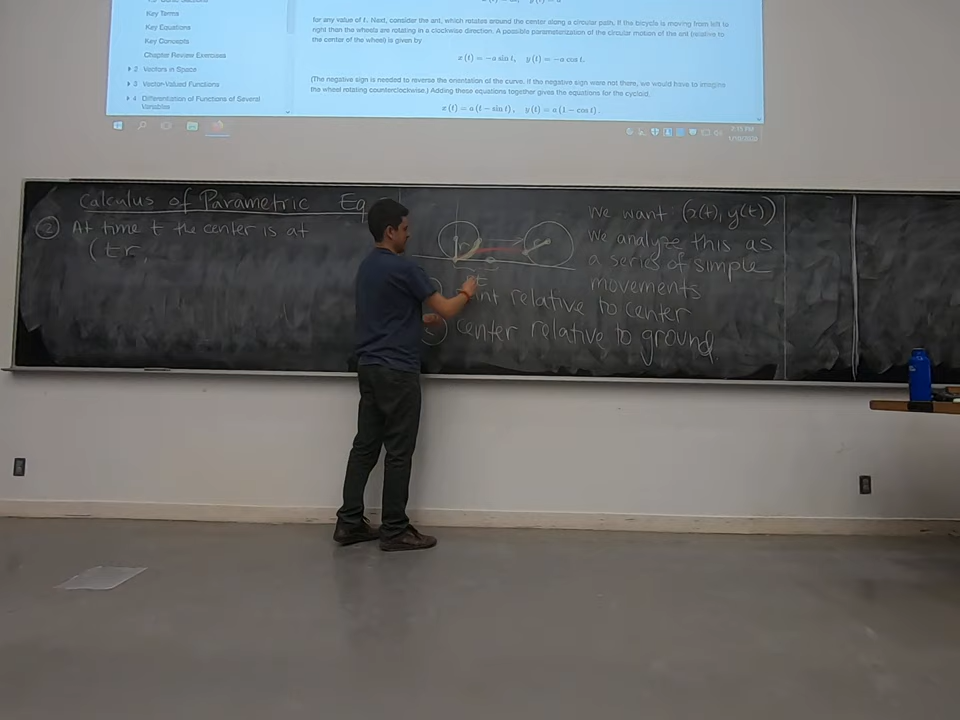 Key Terms
Key Equations
Key Concepts
Chapter Review Exercises
2 Vectors in Space
3 Vector-Valued Functions
4 Differentiation of Functions of Several
Variables
for any value of t. Next, consider the ant, which rotates around the center along a circular path. If the bicycle is moving from left to
right then the wheels are rotating in a clockwise direction. A possible parameterization of the circular motion of the ant (relative to
the center of the wheel) is given by
x(t) = −a sin t, y(t) = −a cos t.
(The negative sign is needed to reverse the orientation of the curve. If the negative sign were not there, we would have to imagine
the wheel rotating counterclockwise.) Adding these equations together gives the equations for the cycloid.
x(t) = a(t − sin t), y(t) = a(1 − cos t).
Calculus of Parametric Eq
② At time t the center is at
(tr,
r
t
we want: (x(t), y(t))
we analyze this as
a series of simple
movements
relative to center
center relative to ground